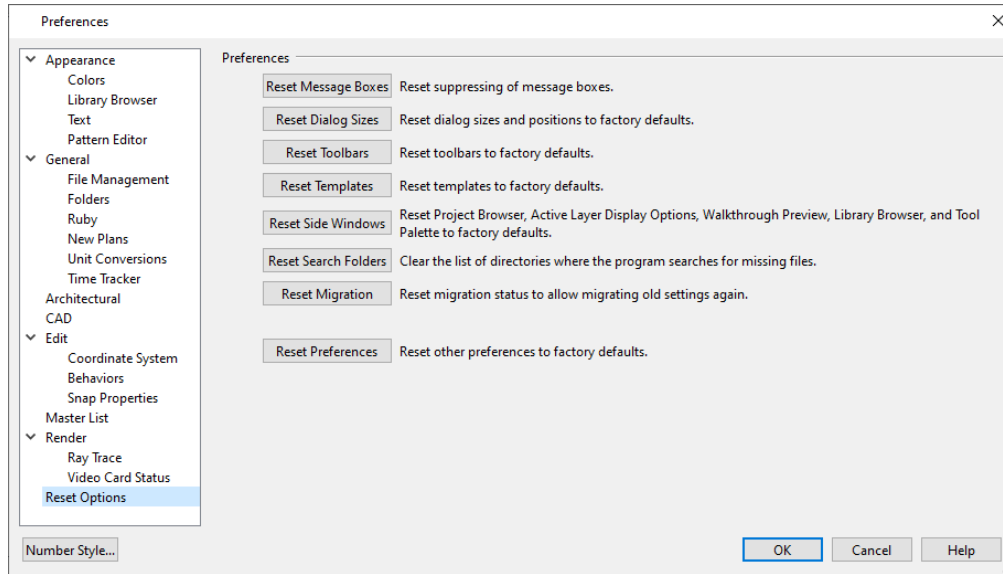 Preferences
Appearance
Colors
Library Browser
Text
Pattern Editor
General
File Management
Folders
Ruby
New Plans
Unit Conversions
Time Tracker
Architectural
CAD
Edit
Coordinate System
Behaviors
Snap Properties
Master List
Render
Ray Trace
Video Card Status
Reset Options
Preferences
Reset Message Boxes Reset suppressing of message boxes.
Reset Dialog Sizes Reset dialog sizes and positions to factory defaults.
Reset Toolbars Reset toolbars to factory defaults.
Reset Templates Reset templates to factory defaults.
Reset Side Windows Reset Project Browser, Active Layer Display Options, Walkthrough Preview, Library Browser, and Tool
Palette to factory defaults.
Reset Search Folders Clear the list of directories where the program searches for missing files.
Reset Migration Reset migration status to allow migrating old settings again.
Reset Preferences Reset other preferences to factory defaults.
Number Style... OK Cancel Help